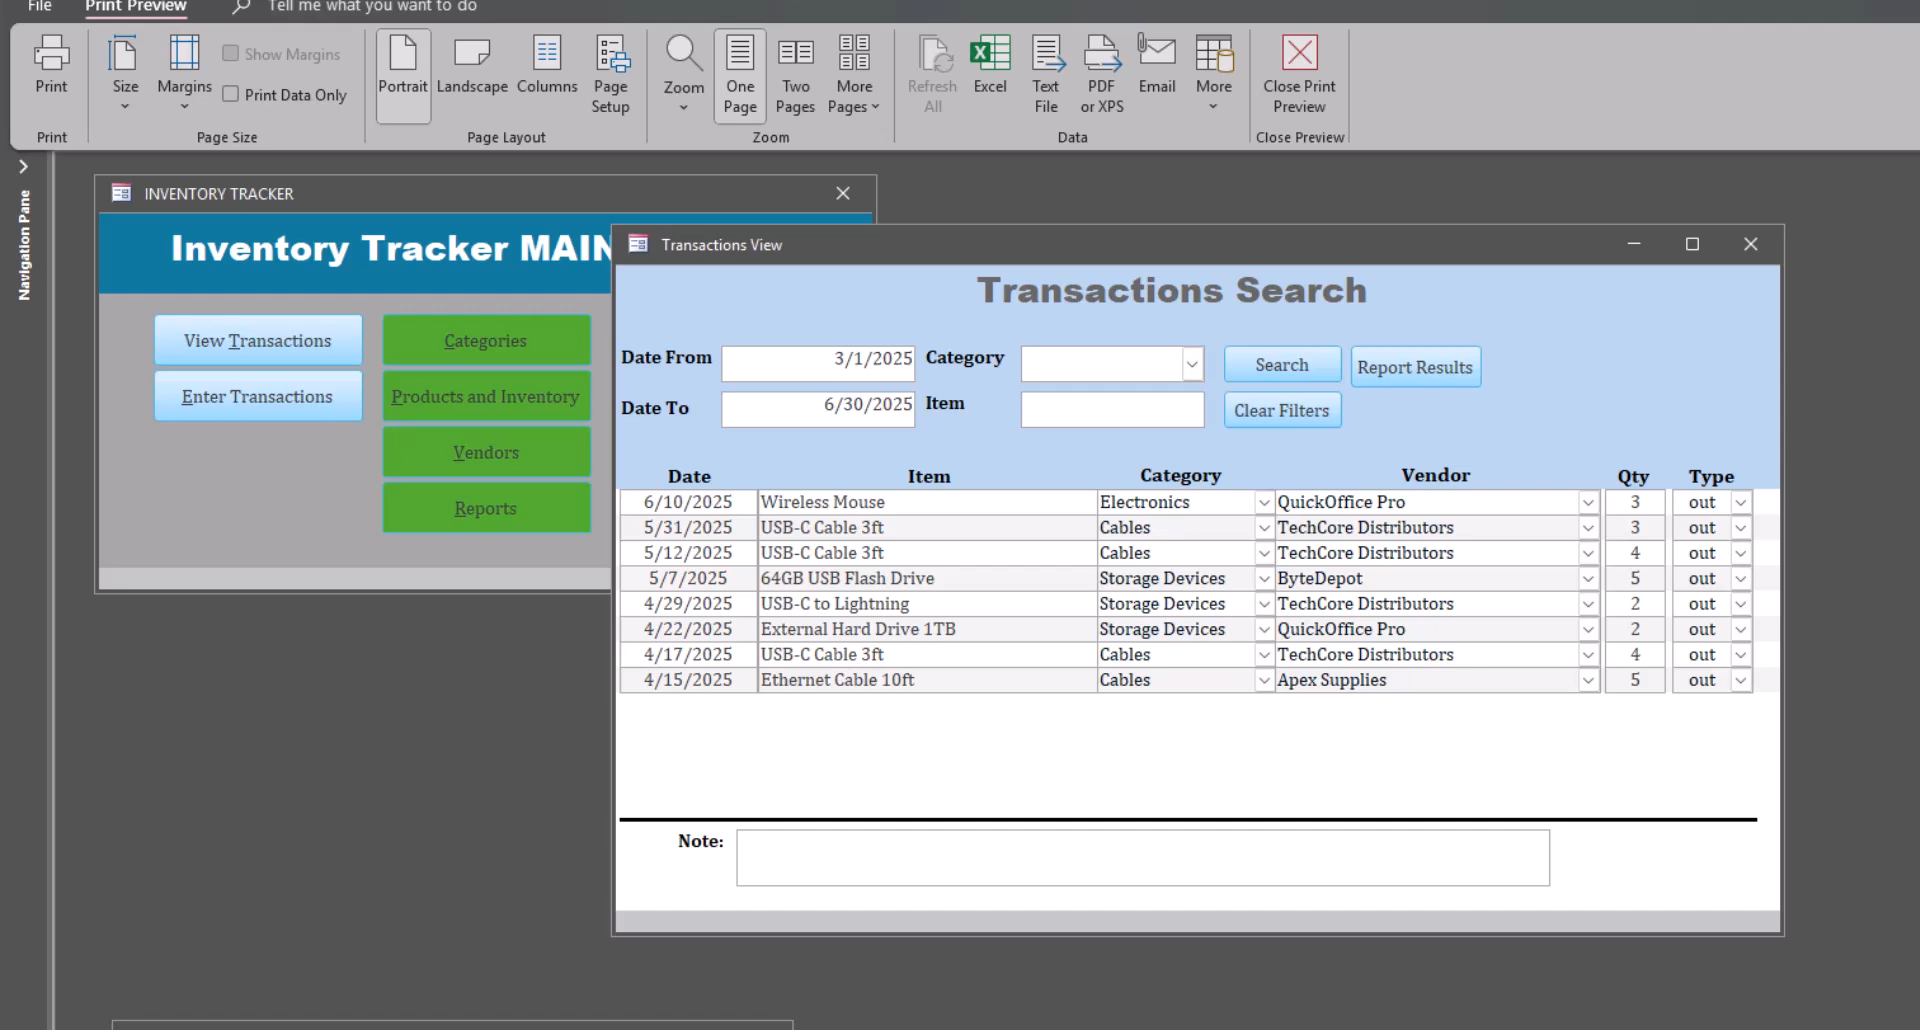 File Print Preview Tell me what you want to do
Print Size Margins Show Margins Print Data Only Portrait Landscape Columns Page Setup Zoom One Page Two Pages More Pages Refresh All Excel Text File PDF or XPS Email More Close Print Preview
Print Page Size Page Layout Zoom Data Close Preview
Navigation Pane
INVENTORY TRACKER
Inventory Tracker MAIN
View Transactions Categories
Enter Transactions Products and Inventory
Vendors
Reports
Transactions View
Transactions Search
Date From 3/1/2025 Category Search Report Results
Date To 6/30/2025 Item Clear Filters
Date Item Category Vendor Qty Type
6/10/2025 Wireless Mouse Electronics QuickOffice Pro 3 out
5/31/2025 USB-C Cable 3ft Cables TechCore Distributors 3 out
5/12/2025 USB-C Cable 3ft Cables TechCore Distributors 4 out
5/7/2025 64GB USB Flash Drive Storage Devices ByteDepot 5 out
4/29/2025 USB-C to Lightning Storage Devices TechCore Distributors 2 out
4/22/2025 External Hard Drive 1TB Storage Devices QuickOffice Pro 2 out
4/17/2025 USB-C Cable 3ft Cables TechCore Distributors 4 out
4/15/2025 Ethernet Cable 10ft Cables Apex Supplies 5 out
Note: